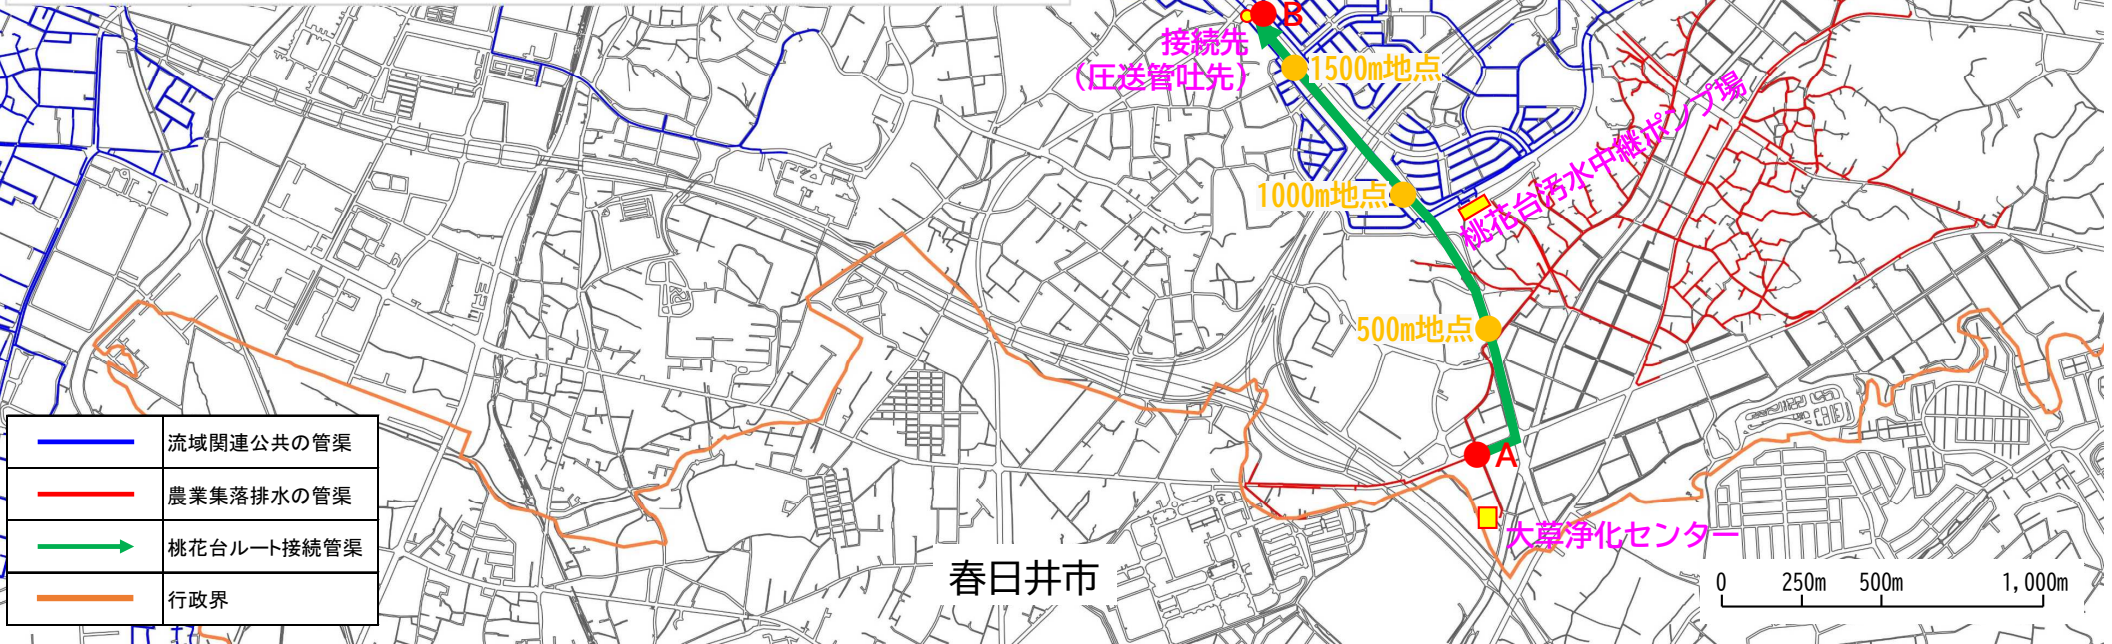 B
接続先
(圧送管吐先)
1500m地点
桃花台汚水中継ポンプ場
1000m地点
500m地点
A
大草浄化センター
春日井市
流域関連公共の管渠
農業集落排水の管渠
桃花台ルート接続管渠
行政界
0 250m 500m 1,000m